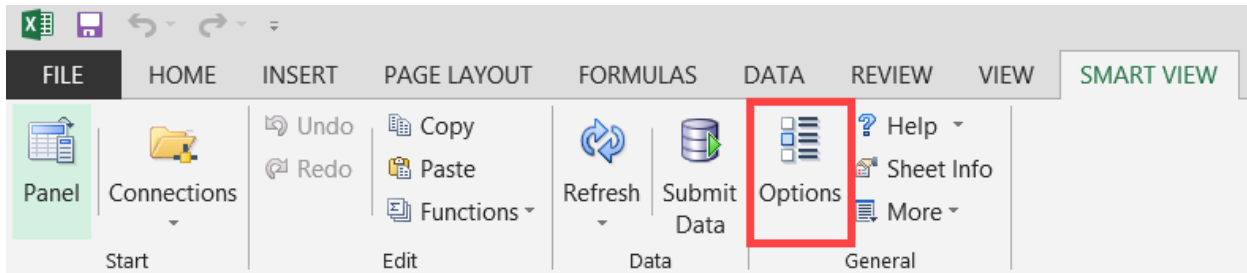 FILE HOME INSERT PAGE LAYOUT FORMULAS DATA REVIEW VIEW SMART VIEW
Panel
Connections
Undo
Redo
Copy
Paste
Functions
Refresh
Submit
Data
Options
Help
Sheet Info
More
Start Edit Data General